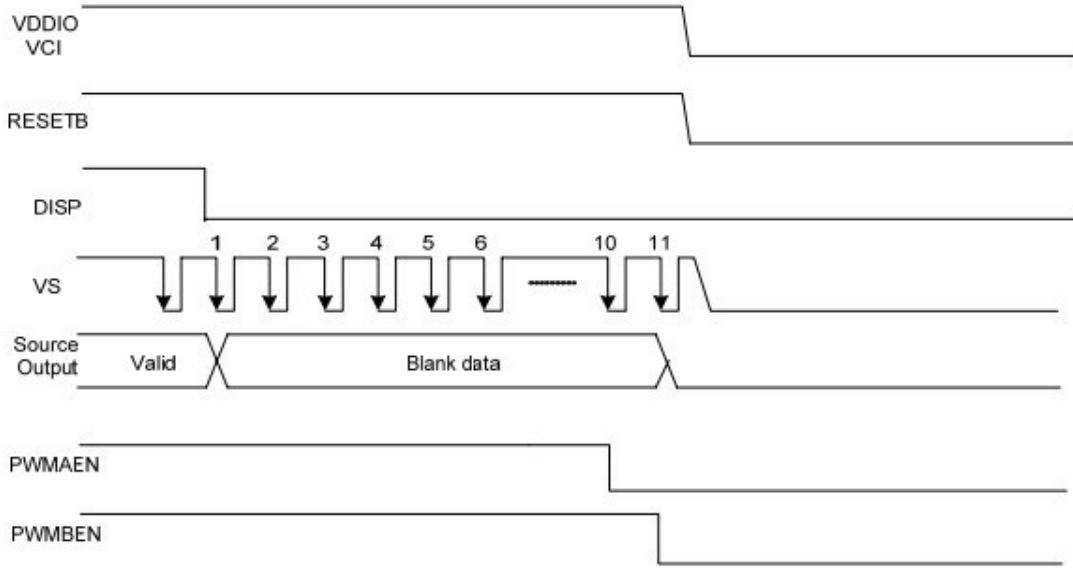 VDDIO
VCI
RESETB
DISP
1 2 3 4 5 6 10 11
VS
Source
Output
Valid
Blank data
PWMAEN
PWMBEN